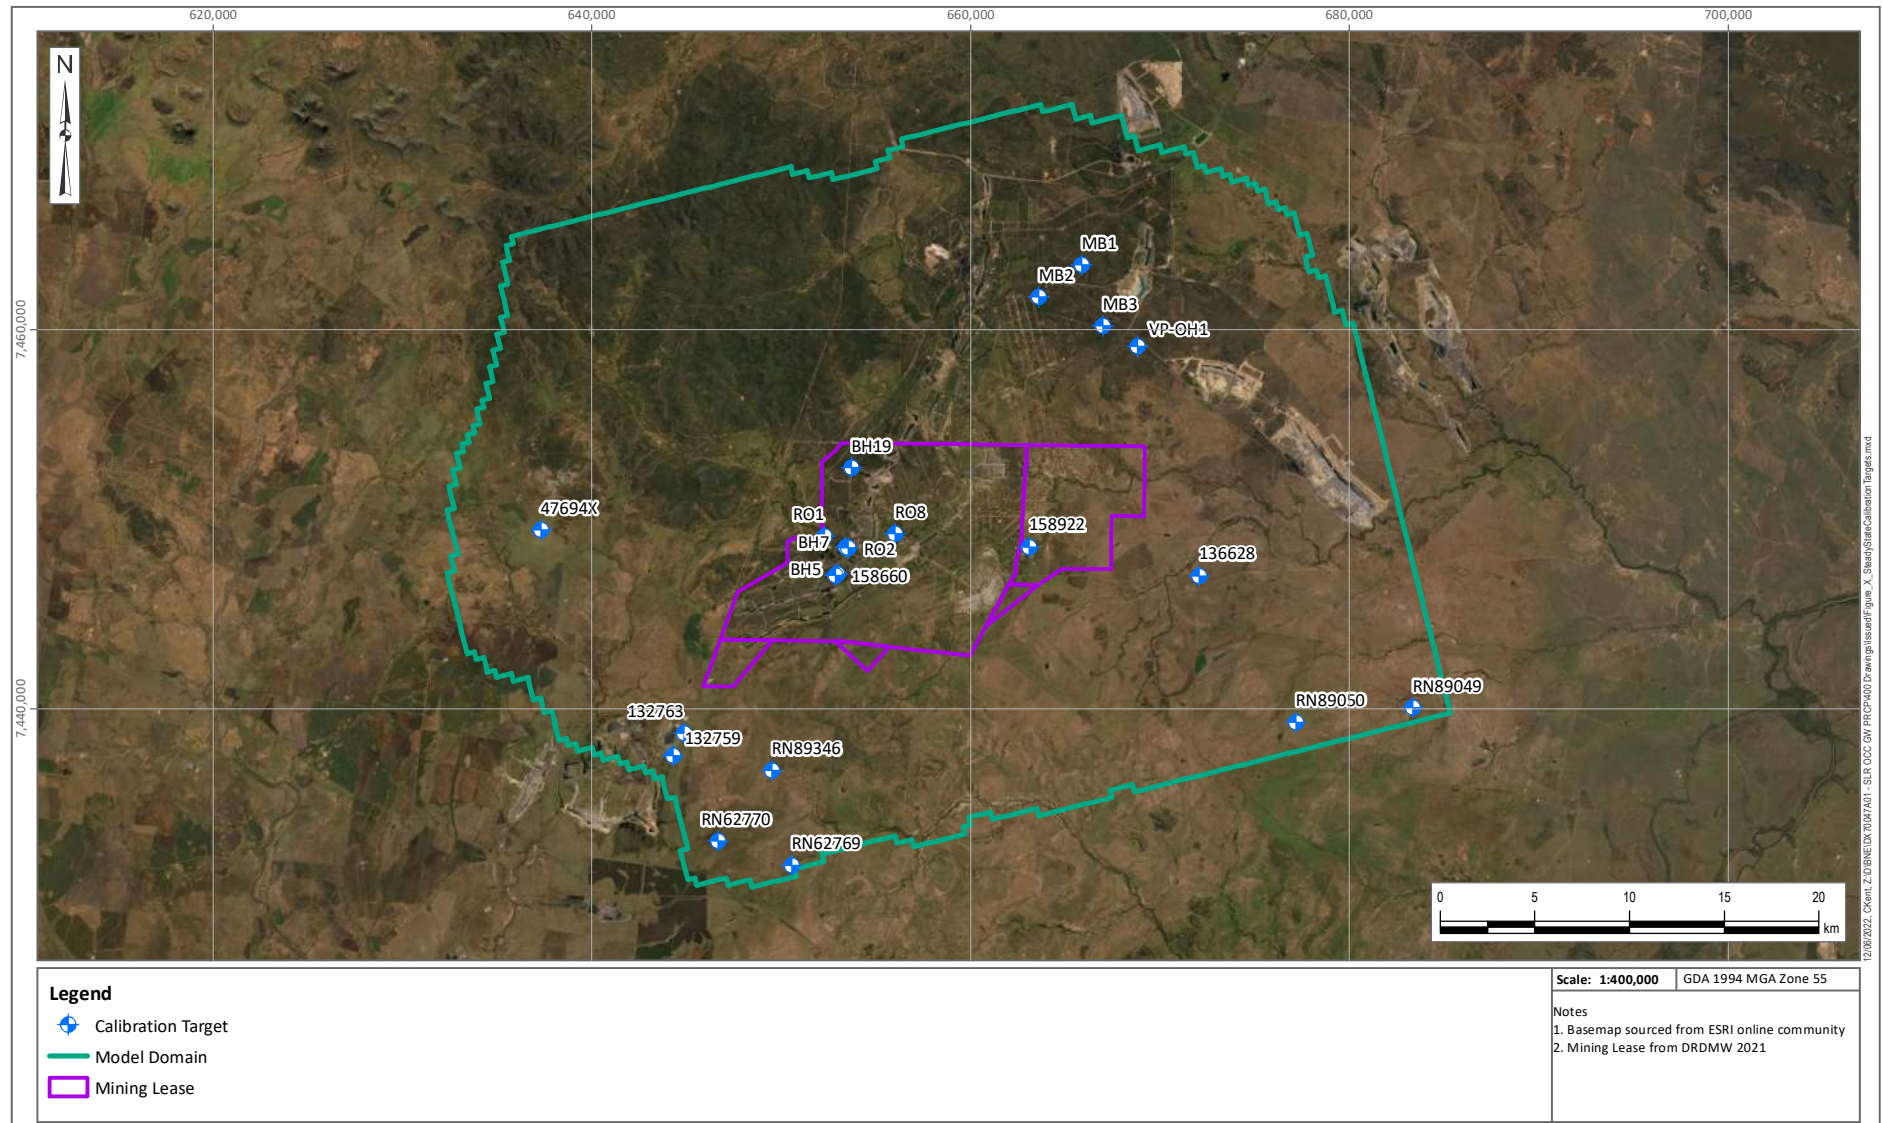 620,000
640,000
660,000
680,000
700,000
N
7,460,000
7,440,000
MB1
MB2
MB3
VP-OH1
BH19
47694X
RO1
RO8
BH7
RO2
158922
BH5
158660
136628
RN89050
RN89049
132763
132759
RN89346
RN62770
RN62769
0 5 10 15 20
km
Legend
Calibration Target
Model Domain
Mining Lease
Scale: 1:400,000
GDA 1994 MGA Zone 55
Notes
1. Basemap sourced from ESRI online community
2. Mining Lease from DRDMW 2021